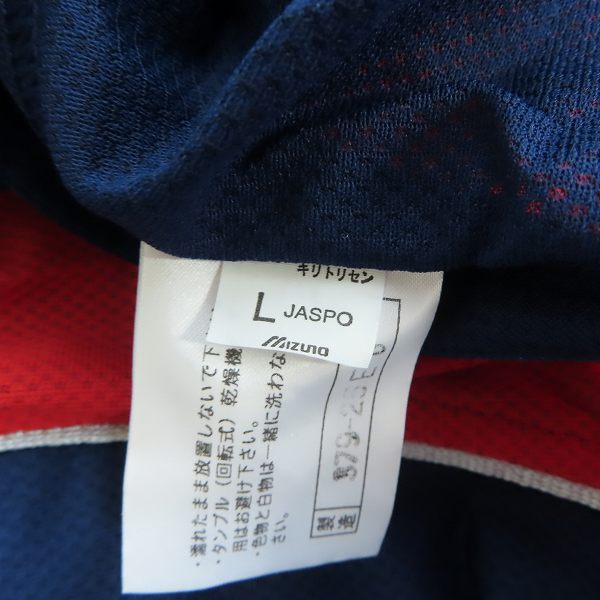 キリトリセン
L JASPO
Mizuno
・濡れたまま放置しないで下
・タンブル(回転式)乾燥機
用はお避け下さい。
・色物と白物は一緒に洗わな
さい。
製造